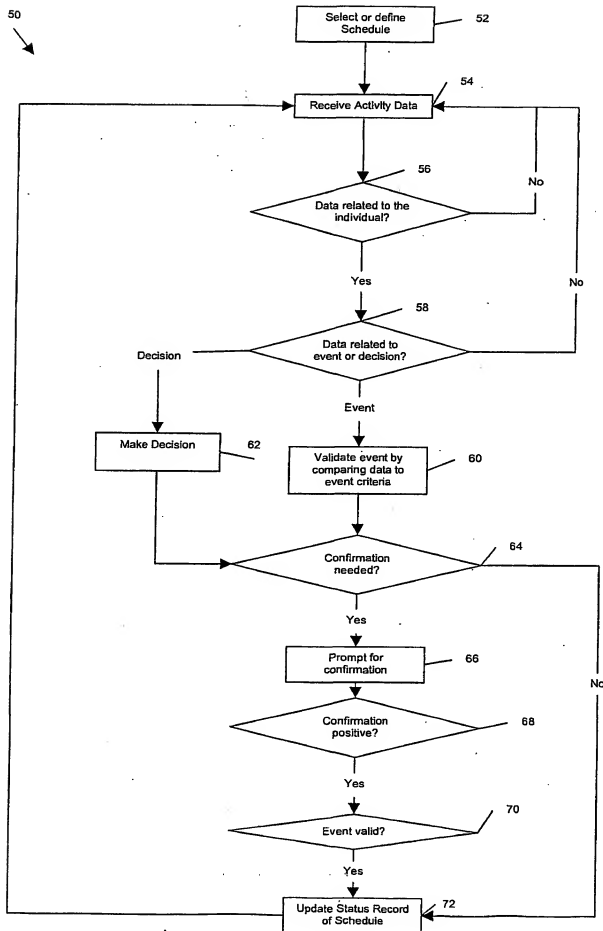 50
Select or define
Schedule
52
54
Receive Activity Data
56
Data related to the
individual?
No
Yes
No
58
Data related to
event or decision?
Decision
Event
Make Decision
62
Validate event by
comparing data to
event criteria
60
64
Confirmation
needed?
Yes
Prompt for
confirmation
66
No
Confirmation
positive?
68
Yes
70
Event valid?
Yes
Update Status Record
of Schedule
72